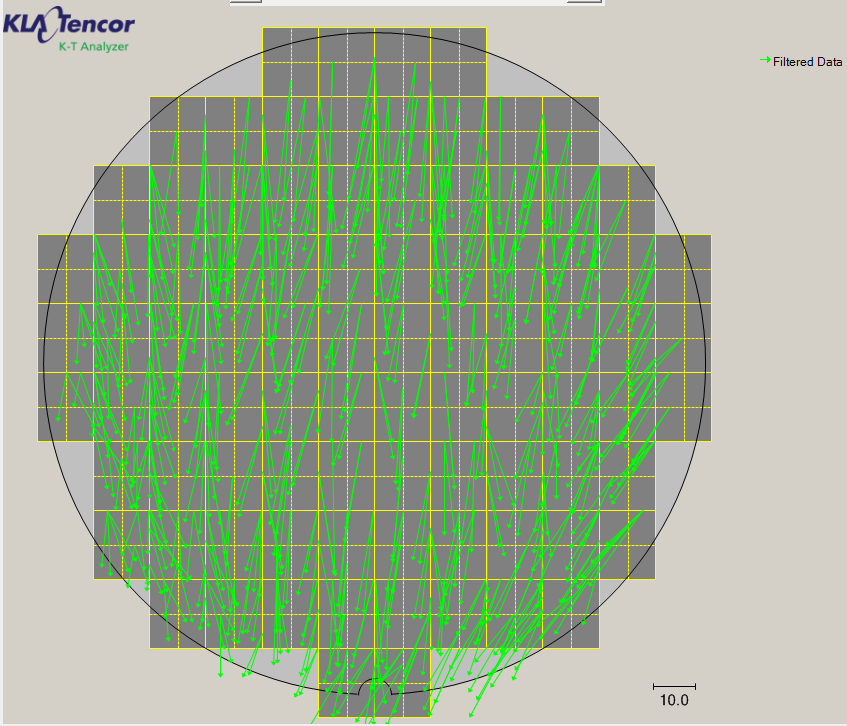 KLA Tencor
K-T Analyzer
Filtered Data
10.0